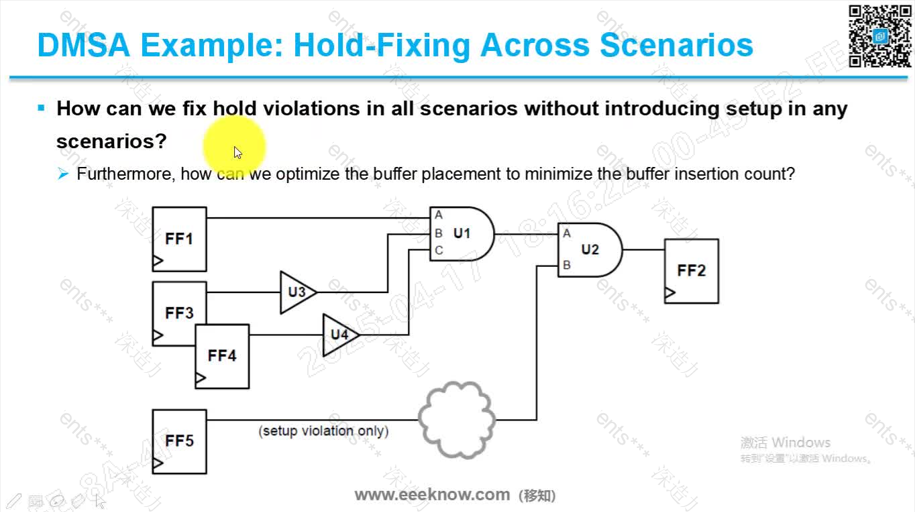 DMSA Example: Hold-Fixing Across Scenarios
How can we fix hold violations in all scenarios without introducing setup in any
scenarios?
Furthermore, how can we optimize the buffer placement to minimize the buffer insertion count?
FF1
A
B
C
U1
A
B
U2
FF2
FF3
U3
FF4
U4
FF5
(setup violation only)
激活 Windows
转到"设置"以激活 Windows。
www.eeeknow.com（移知）